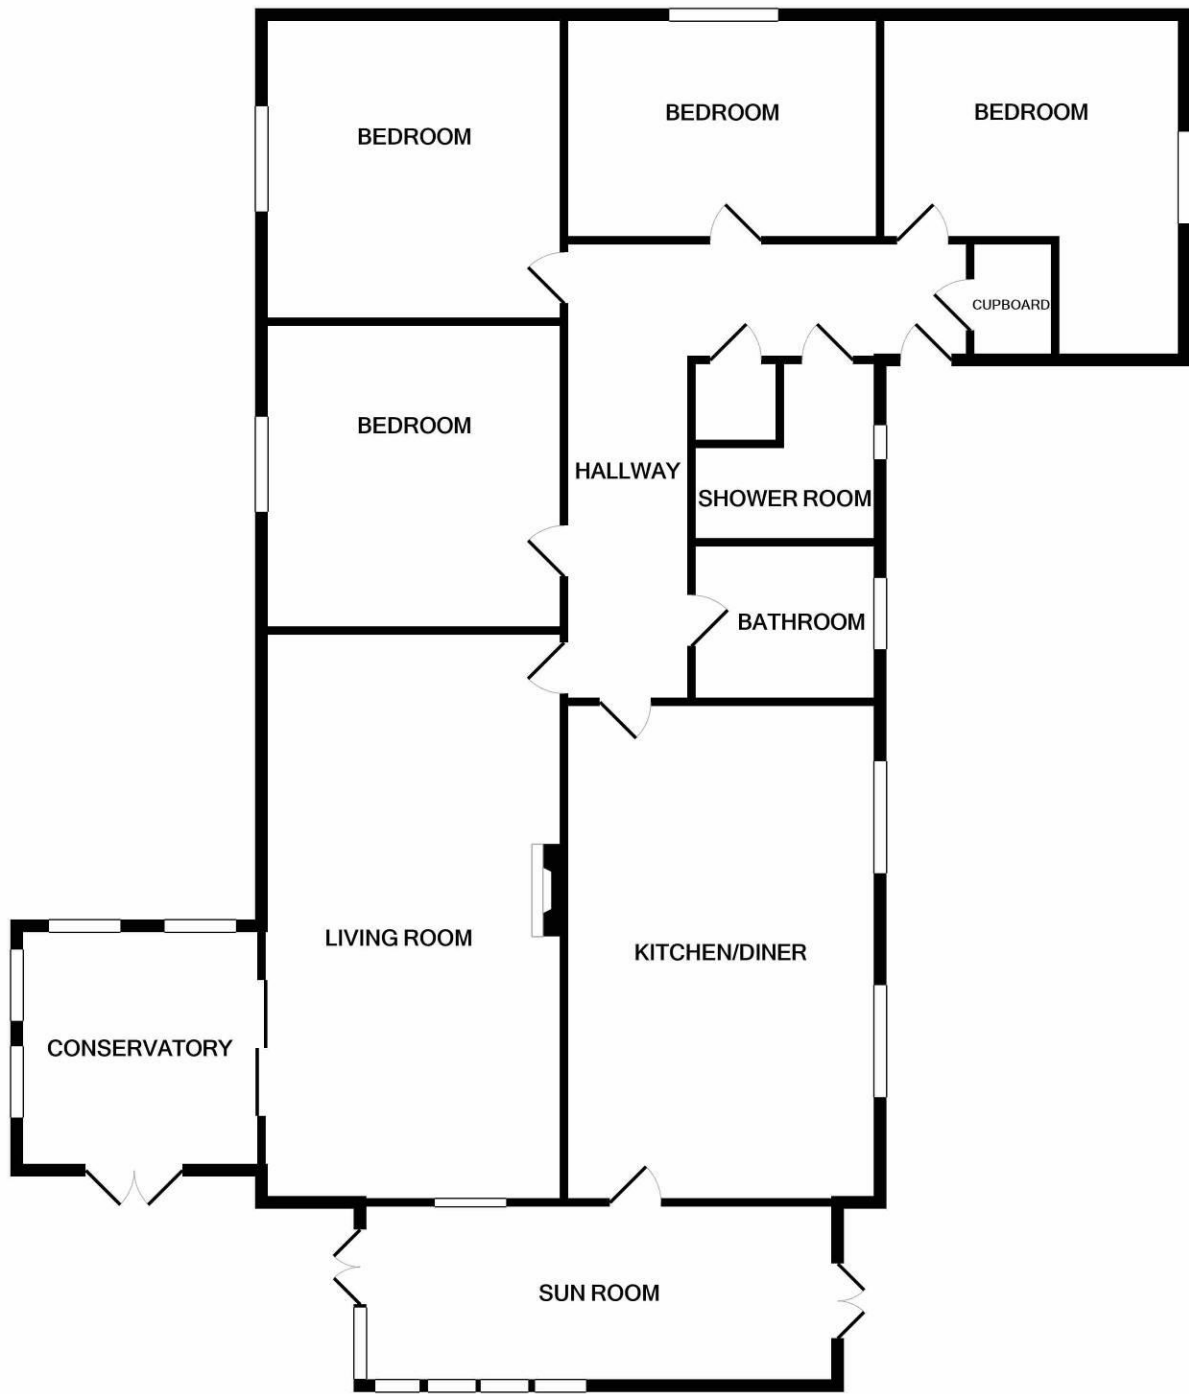 BEDROOM
BEDROOM
BEDROOM
CUPBOARD
BEDROOM
HALLWAY
SHOWER ROOM
BATHROOM
LIVING ROOM
KITCHEN/DINER
CONSERVATORY
SUN ROOM